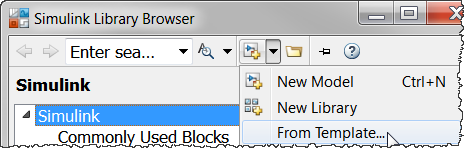 Simulink Library Browser
Enter sea...
Simulink
New Model Ctrl+N
New Library
From Template...
Simulink
Commonly Used Blocks